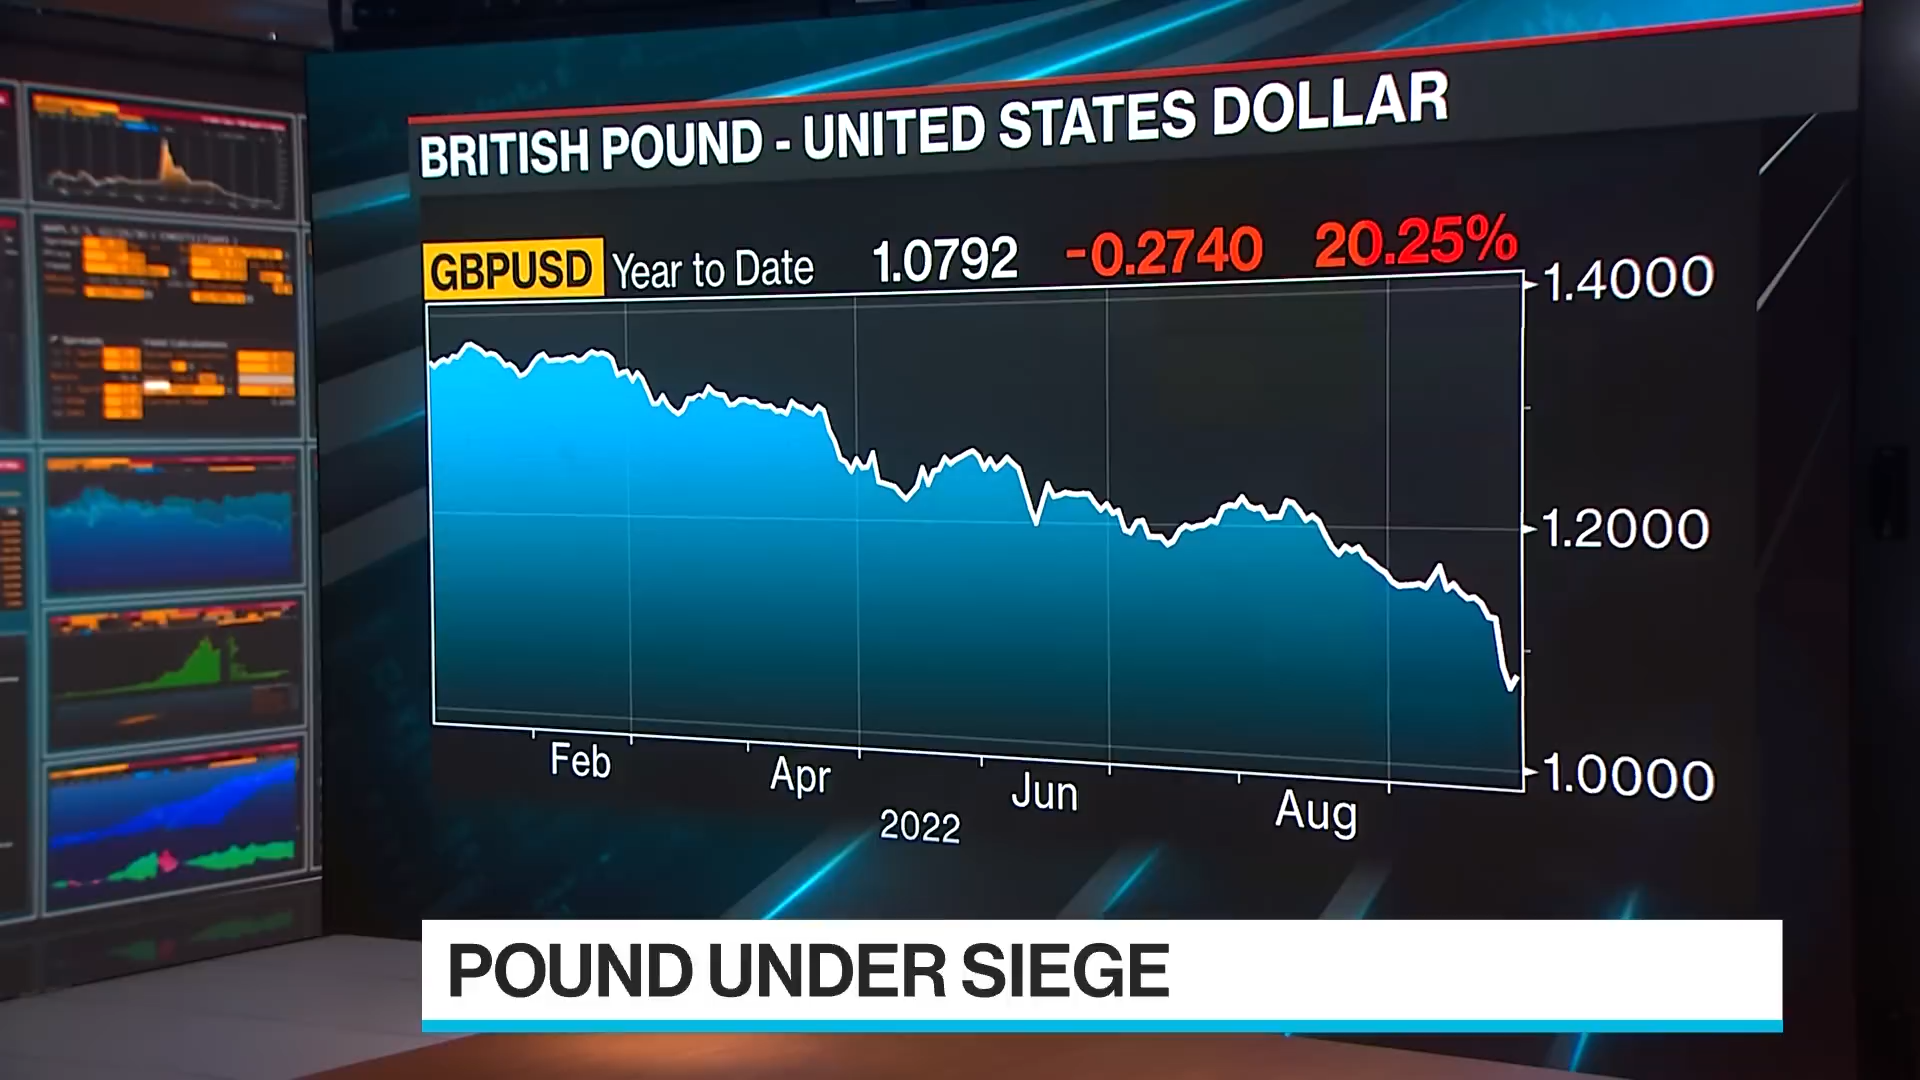 BRITISH POUND - UNITED STATES DOLLAR
GBPUSD Year to Date 1.0792 -0.2740 20.25%
1.4000
1.2000
1.0000
Feb Apr Jun Aug
2022
POUND UNDER SIEGE